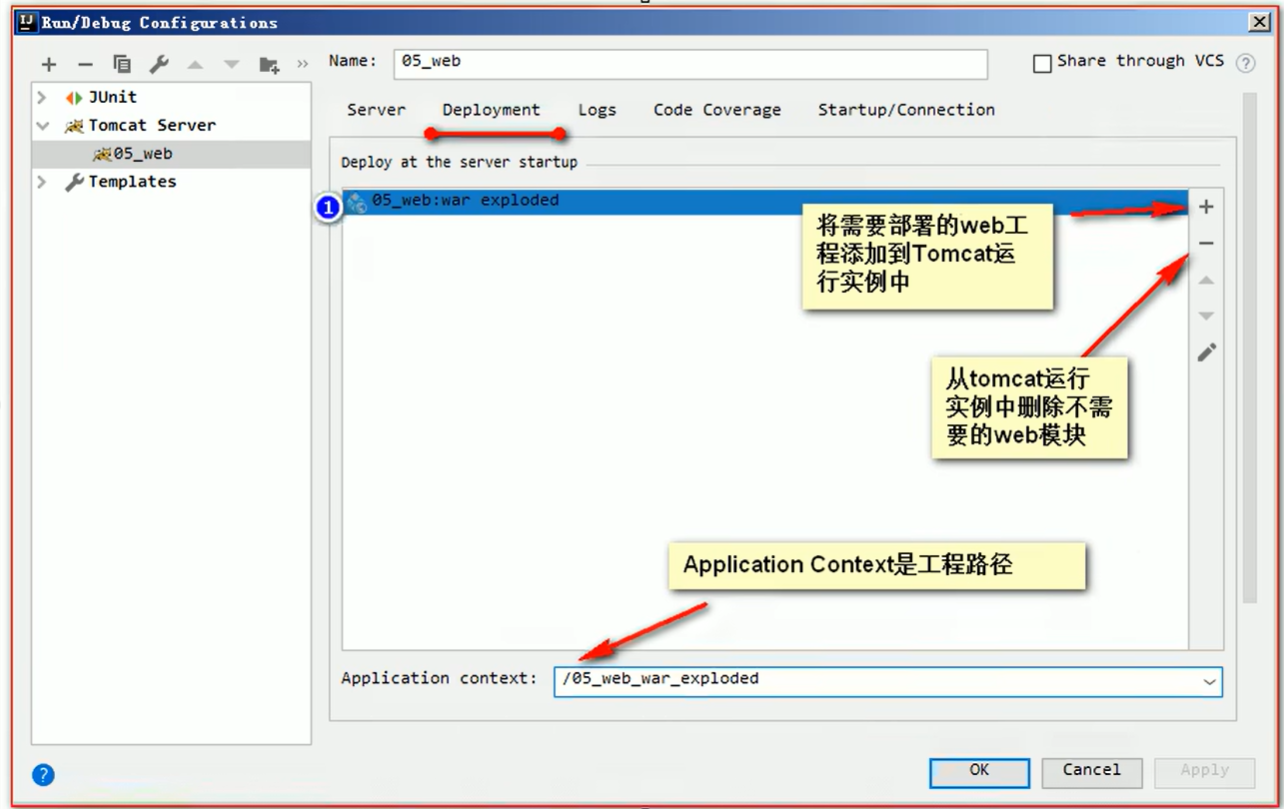 Run/Debug Configurations
Name: 05_web
Share through VCS ?
JUnit
Tomcat Server
05_web
Templates
Server Deployment Logs Code Coverage Startup/Connection
Deploy at the server startup
1 05_web:war exploded
将需要部署的web工
程添加到Tomcat运
行实例中
从tomcat运行
实例中删除不需
要的web模块
Application Context是工程路径
Application context: /05_web_war_exploded
? OK Cancel Apply